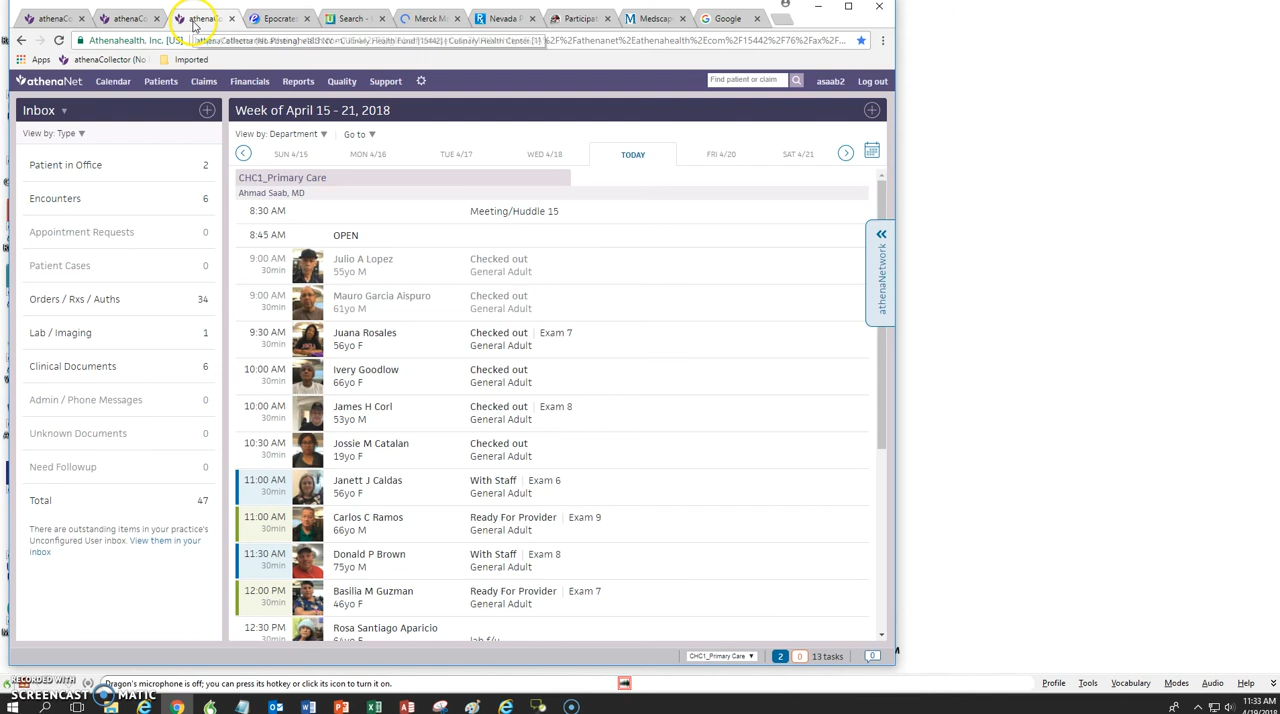 athenaCo athenaCo athenaCo Epocrates Search - Merck Ma Nevada P Participat Medscap Google
Athenahealth, Inc. [US]
Apps athenaCollector (No Imported
athenaNet Calendar Patients Claims Financials Reports Quality Support Find patient or claim asaab2 Log out
Inbox
View by: Type
Patient in Office 2
Encounters 6
Appointment Requests 0
Patient Cases 0
Orders / Rxs / Auths 34
Lab / Imaging 1
Clinical Documents 6
Admin / Phone Messages 0
Unknown Documents 0
Need Followup 0
Total 47
There are outstanding items in your practice's
Unconfigured User inbox. View them in your
inbox
Week of April 15 - 21, 2018
View by: Department Go to
SUN 4/15 MON 4/16 TUE 4/17 WED 4/18 TODAY FRI 4/20 SAT 4/21
CHC1_Primary Care
Ahmad Saab, MD
8:30 AM Meeting/Huddle 15
8:45 AM OPEN
9:00 AM Julio A Lopez Checked out
30min 55yo M General Adult
9:00 AM Mauro Garcia Aispuro Checked out
30min 61yo M General Adult
9:30 AM Juana Rosales Checked out Exam 7
30min 56yo F General Adult
10:00 AM Ivery Goodlow Checked out
30min 66yo F General Adult
10:00 AM James H Corl Checked out Exam 8
30min 53yo M General Adult
10:30 AM Jossie M Catalan Checked out
30min 19yo F General Adult
11:00 AM Janett J Caldas With Staff Exam 6
30min 56yo F General Adult
11:00 AM Carlos C Ramos Ready For Provider Exam 9
30min 66yo M General Adult
11:30 AM Donald P Brown With Staff Exam 8
30min 75yo M General Adult
12:00 PM Basilia M Guzman Ready For Provider Exam 7
30min 46yo F General Adult
12:30 PM Rosa Santiago Aparicio
30min lab f/u
athenaNetwork
CHC1_Primary Care 2 0 13 tasks 0
Dragon's microphone is off; you can press its hotkey or click its icon to turn it on. Profile Tools Vocabulary Modes Audio Help
RECORDED WITH
SCREENCAST MATIC
11:33 AM
4/19/2018